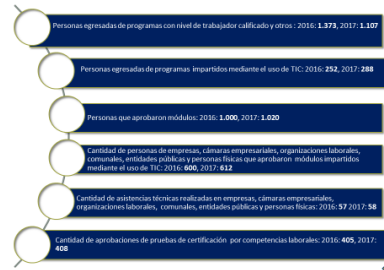 Personas egresadas de programas con nivel de trabajador calificado y otros : 2016: 1.373, 2017: 1.107
Personas egresadas de programas impartidos mediante el uso de TIC: 2016: 252, 2017: 288
Personas que aprobaron módulos: 2016: 1.000, 2017: 1.020
Cantidad de personas de empresas, cámaras empresariales, organizaciones laborales,
comunales, entidades públicas y personas físicas que aprobaron módulos impartidos
mediante el uso de TIC: 2016: 600, 2017: 612
Cantidad de asistencias técnicas realizadas en empresas, cámaras empresariales,
organizaciones laborales, comunales, entidades públicas y personas físicas: 2016: 57 2017: 58
Cantidad de aprobaciones de pruebas de certificación por competencias laborales: 2016: 405, 2017:
408